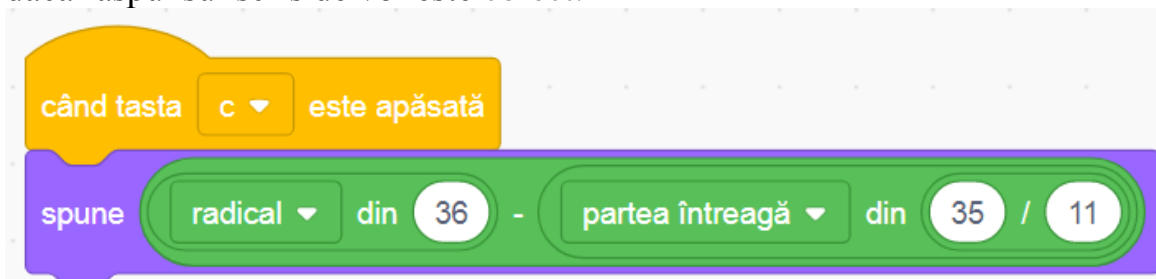 când tasta c este apăsată
spune radical din 36 - partea întreagă din 35 / 11